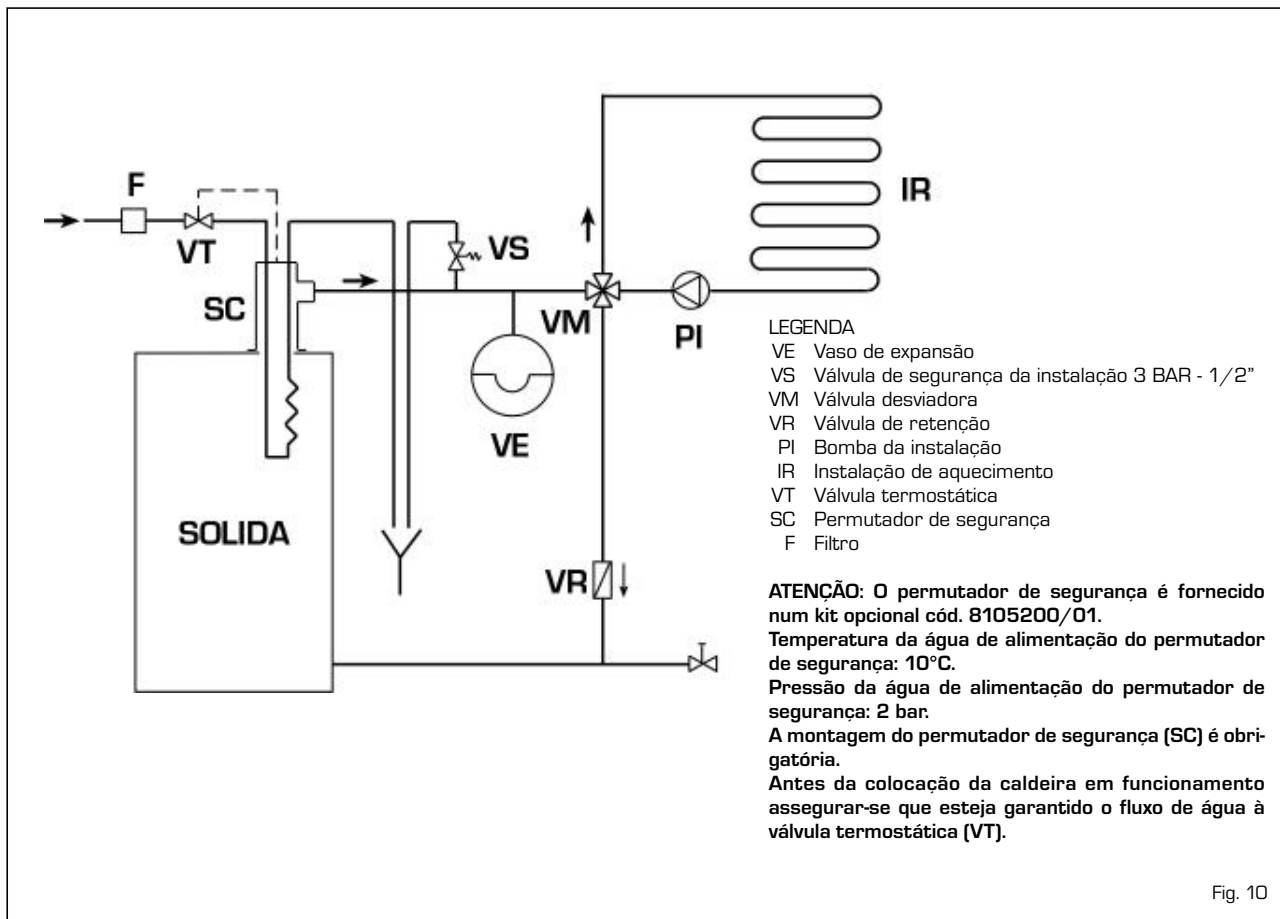 F
VT
SC
VS
VM
PI
IR
VE
SOLIDA
VR
LEGENDA
VE Vaso de expansão
VS Válvula de segurança da instalação 3 BAR - 1/2”
VM Válvula desviadora
VR Válvula de retenção
PI Bomba da instalação
IR Instalação de aquecimento
VT Válvula termostática
SC Permutador de segurança
F Filtro
ATENÇÃO: O permutador de segurança é fornecido
num kit opcional cód. 8105200/01.
Temperatura da água de alimentação do permutador
de segurança: 10°C.
Pressão da água de alimentação do permutador de
segurança: 2 bar.
A montagem do permutador de segurança (SC) é obri-
gatória.
Antes da colocação da caldeira em funcionamento
assegurar-se que esteja garantido o fluxo de água à
válvula termostática (VT).
Fig. 10